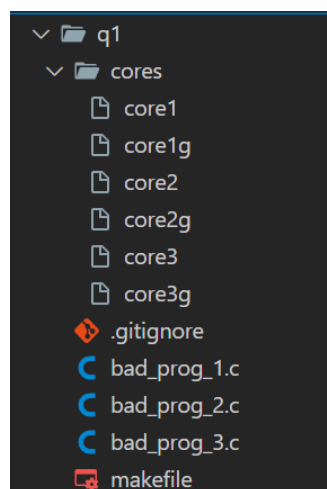 q1
cores
core1
core1g
core2
core2g
core3
core3g
.gitignore
bad_prog_1.c
bad_prog_2.c
bad_prog_3.c
makefile